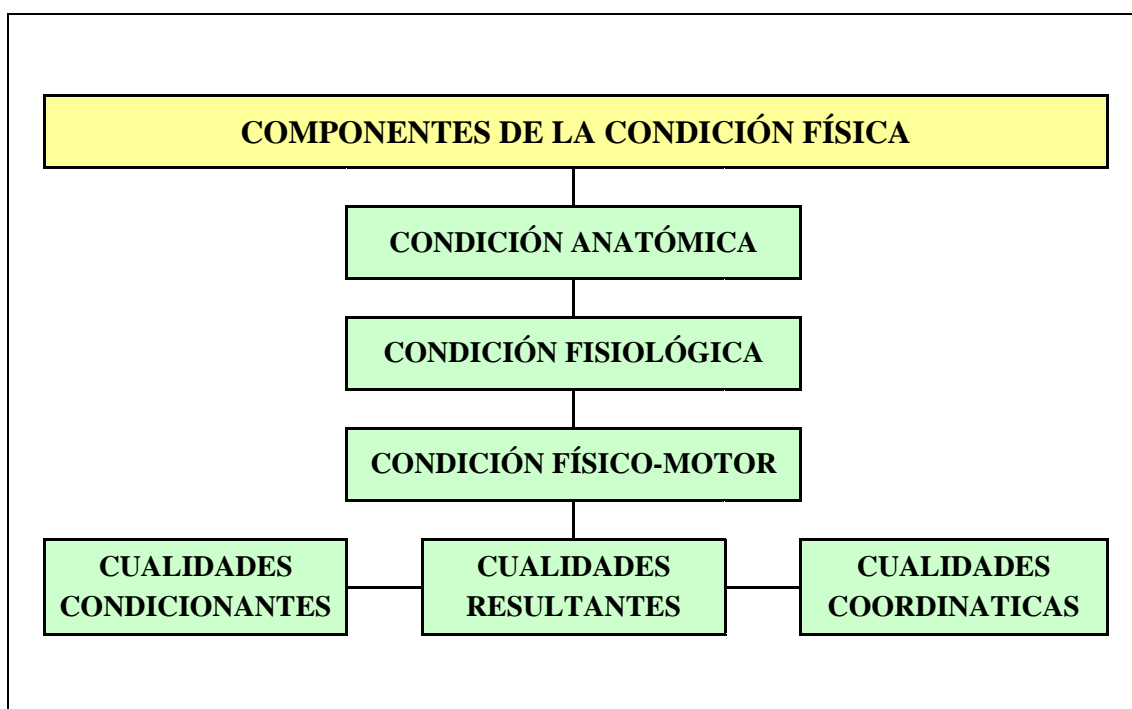 COMPONENTES DE LA CONDICIÓN FÍSICA
CONDICIÓN ANATÓMICA
CONDICIÓN FISIOLÓGICA
CONDICIÓN FÍSICO-MOTOR
CUALIDADES
CONDICIONANTES
CUALIDADES
RESULTANTES
CUALIDADES
COORDINATICAS